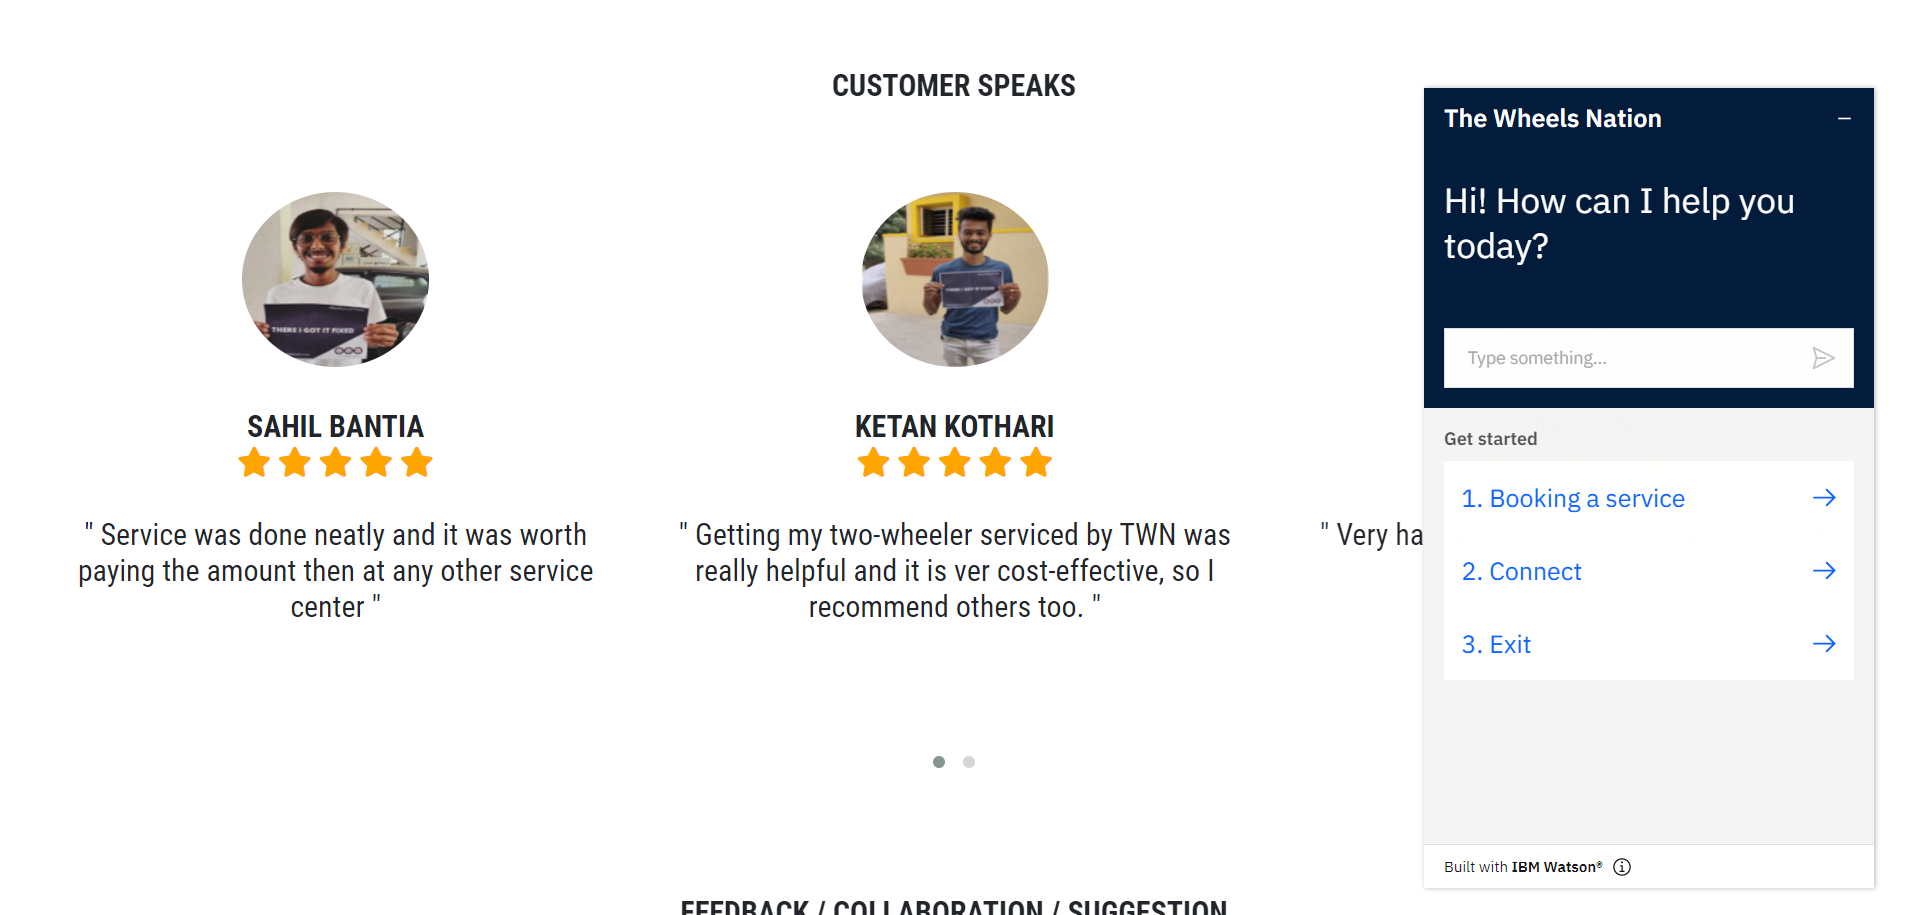 CUSTOMER SPEAKS
THERE I GOT IT FIXED
SAHIL BANTIA
" Service was done neatly and it was worth
paying the amount then at any other service
center "
THERE I GOT IT FIXED
KETAN KOTHARI
" Getting my two-wheeler serviced by TWN was
really helpful and it is ver cost-effective, so I
recommend others too. "
" Very ha
FEEDBACK / COLLABORATION / SUGGESTION
The Wheels Nation
Hi! How can I help you
today?
Type something...
Get started
1. Booking a service
2. Connect
3. Exit
Built with IBM Watson®